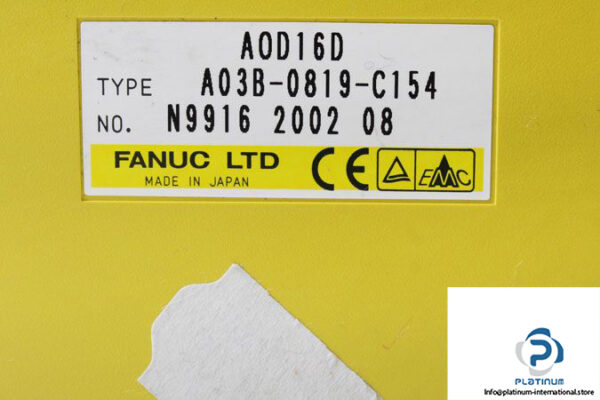 AOD16D
TYPE A03B-0819-C154
NO. N9916 2002 08
FANUC LTD
MADE IN JAPAN
CE
EMC
PLATINUM
Info@platinum-international.store